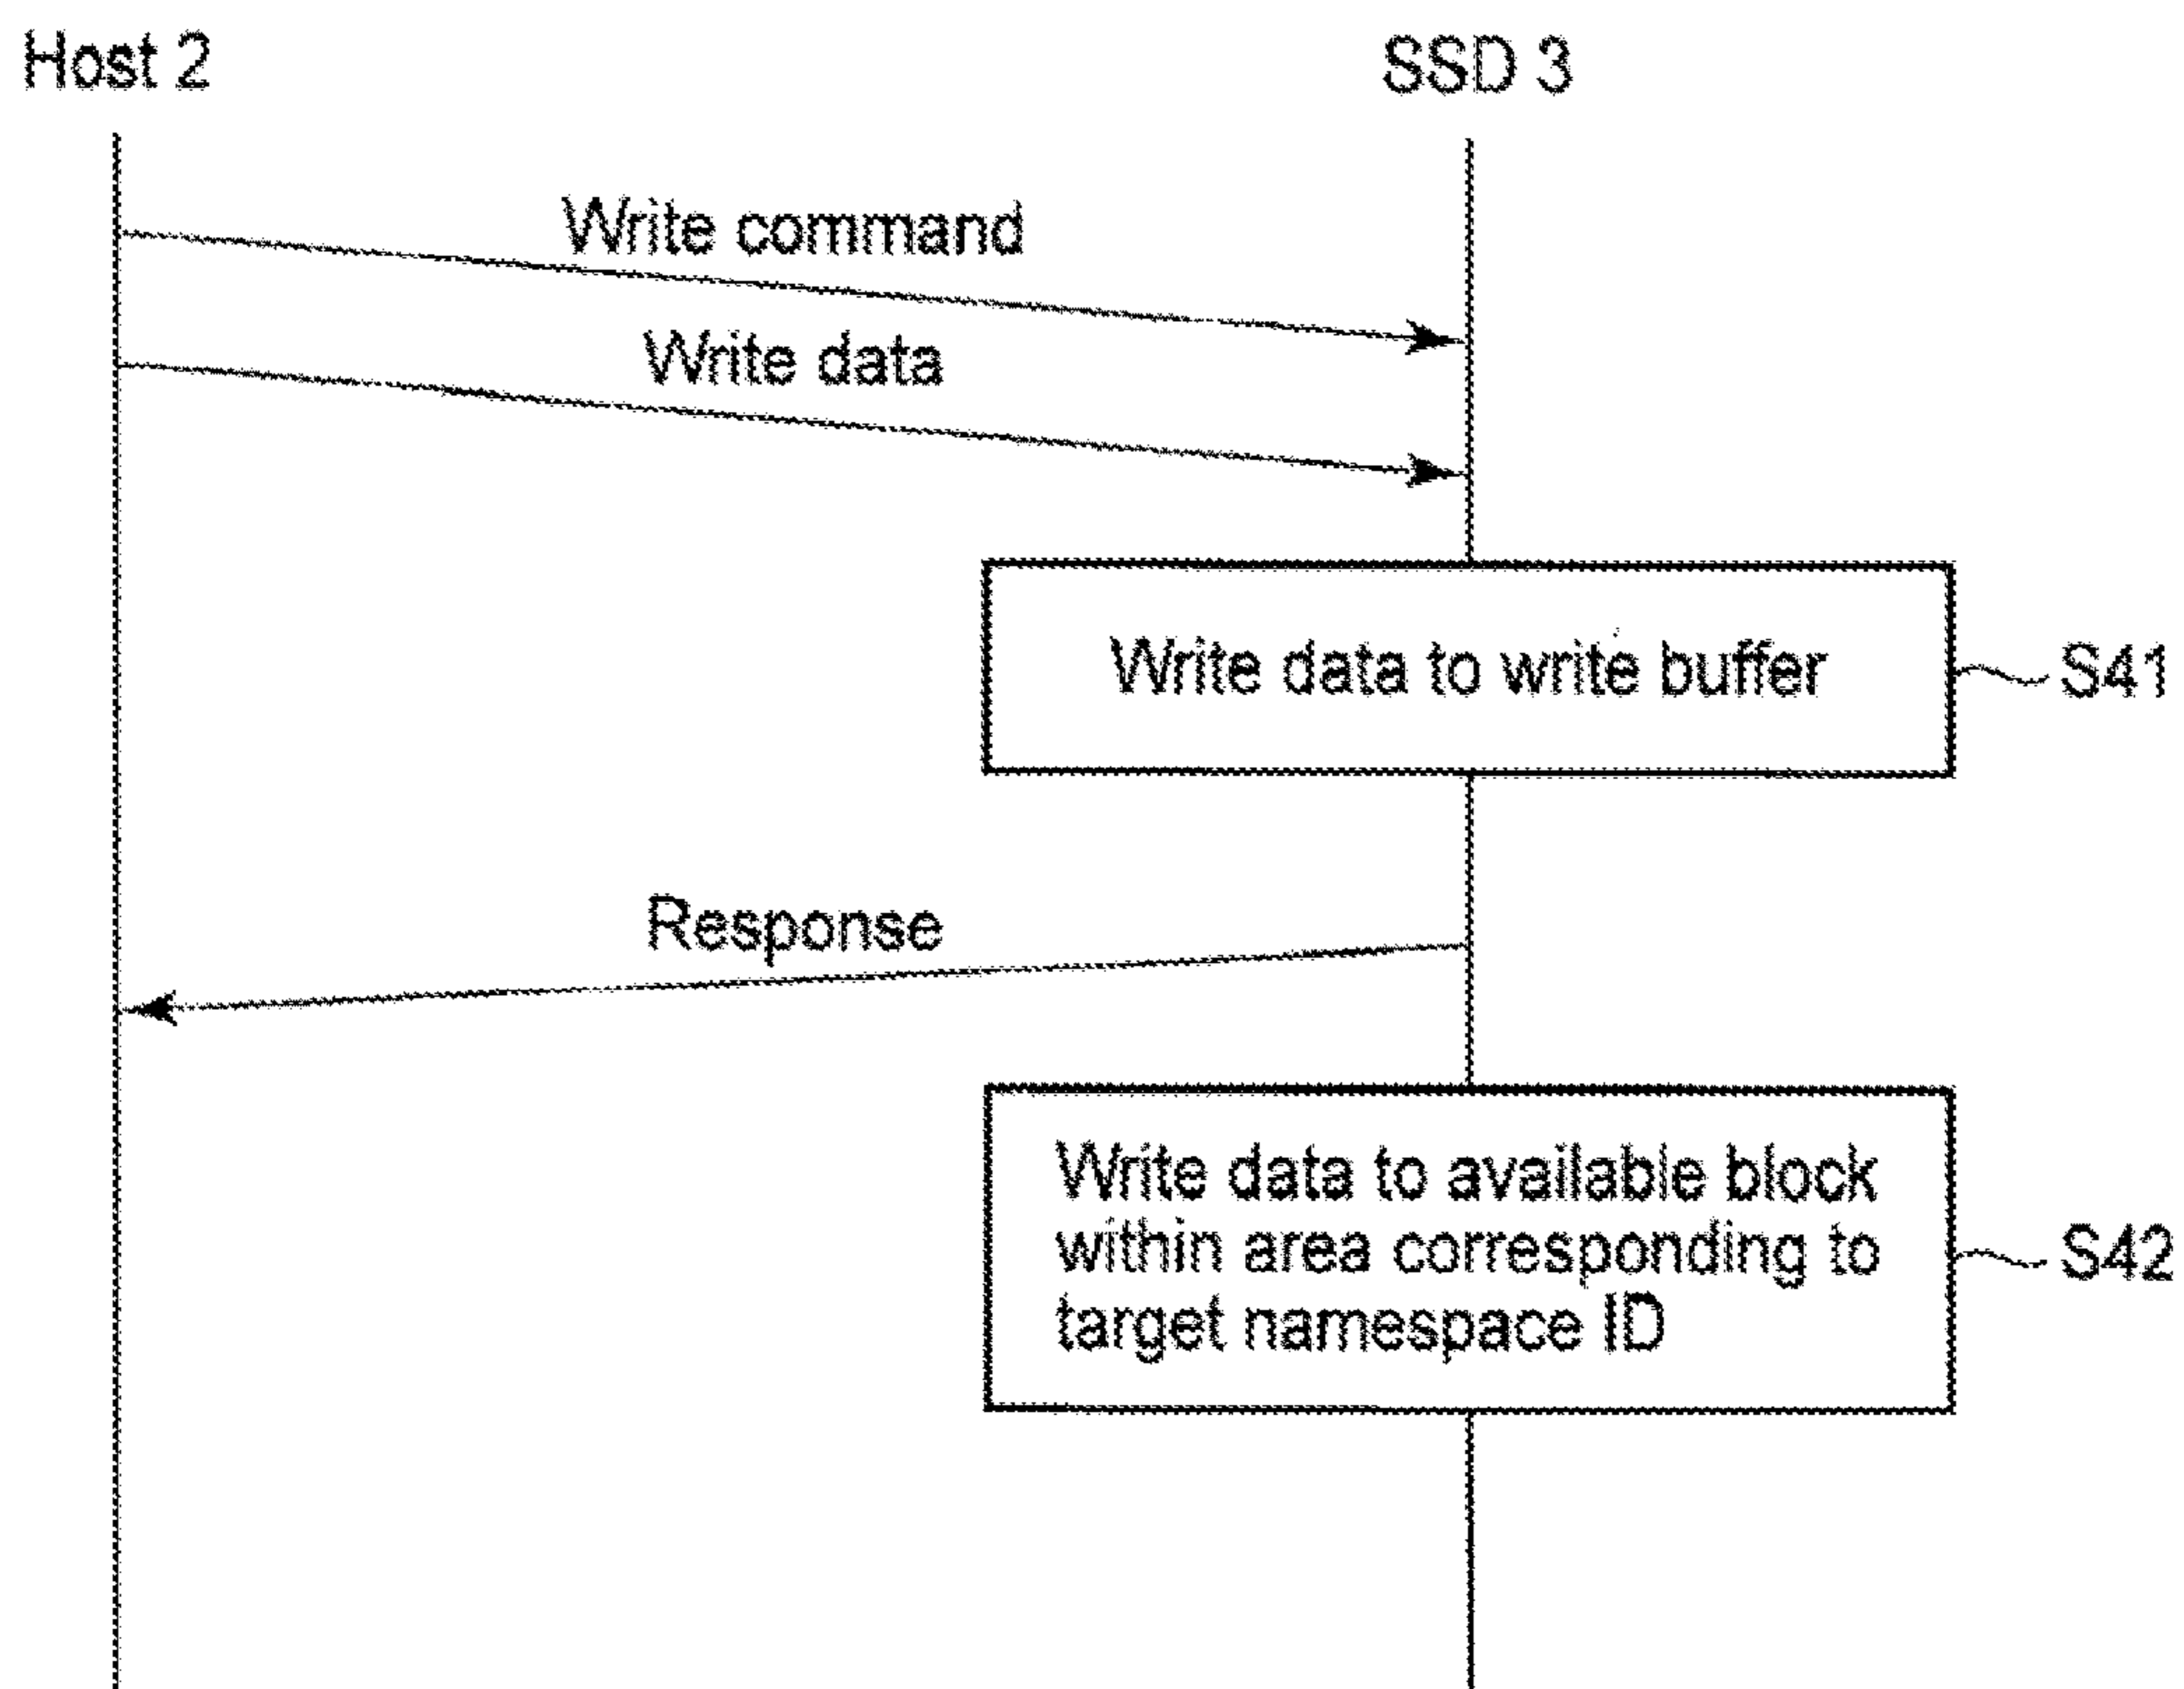 Host 2
SSD 3
Write command
Write data
Write data to write buffer
S41
Response
Write data to available block
within area corresponding to
target namespace ID
S42